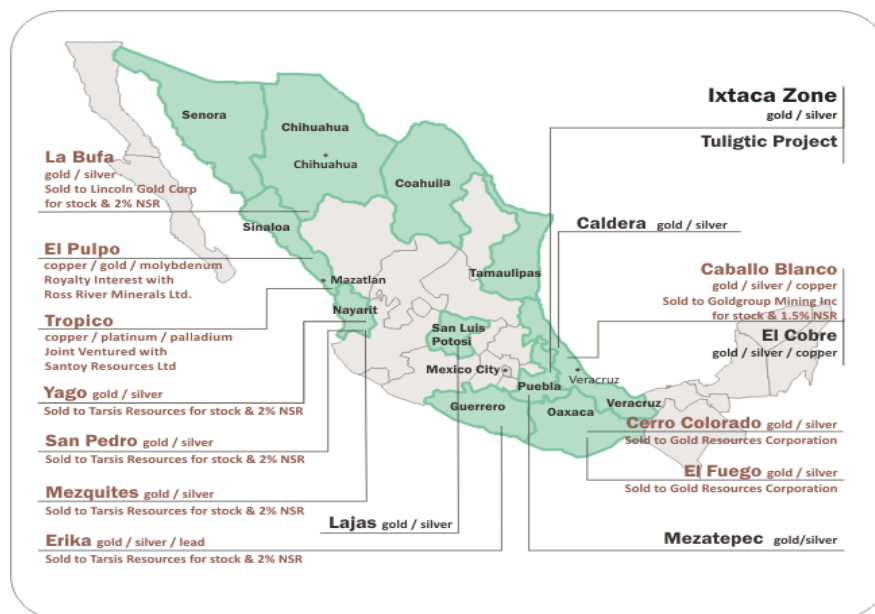 Senora
Chihuahua
Chihuahua
Coahuila
Sinaloa
Tamaulipas
Mazatlán
Nayarit
San Luis
Potosi
Mexico City
Puebla
Veracruz
Veracruz
Guerrero
Oaxaca
La Bufa
gold / silver
Sold to Lincoln Gold Corp
for stock & 2% NSR
El Pulpo
copper / gold / molybdenum
Royalty Interest with
Ross River Minerals Ltd.
Tropico
copper / platinum / palladium
Joint Ventured with
Santoy Resources Ltd
Yago gold / silver
Sold to Tarsis Resources for stock & 2% NSR
San Pedro gold / silver
Sold to Tarsis Resources for stock & 2% NSR
Mezquites gold / silver
Sold to Tarsis Resources for stock & 2% NSR
Erika gold / silver / lead
Sold to Tarsis Resources for stock & 2% NSR
Lajas gold / silver
Ixtaca Zone
gold / silver
Tuligtic Project
Caldera gold / silver
Caballo Blanco
gold / silver / copper
Sold to Goldgroup Mining Inc
for stock & 1.5% NSR
El Cobre
gold / silver / copper
Cerro Colorado gold / silver
Sold to Gold Resources Corporation
El Fuego gold / silver
Sold to Gold Resources Corporation
Mezatepec gold/silver